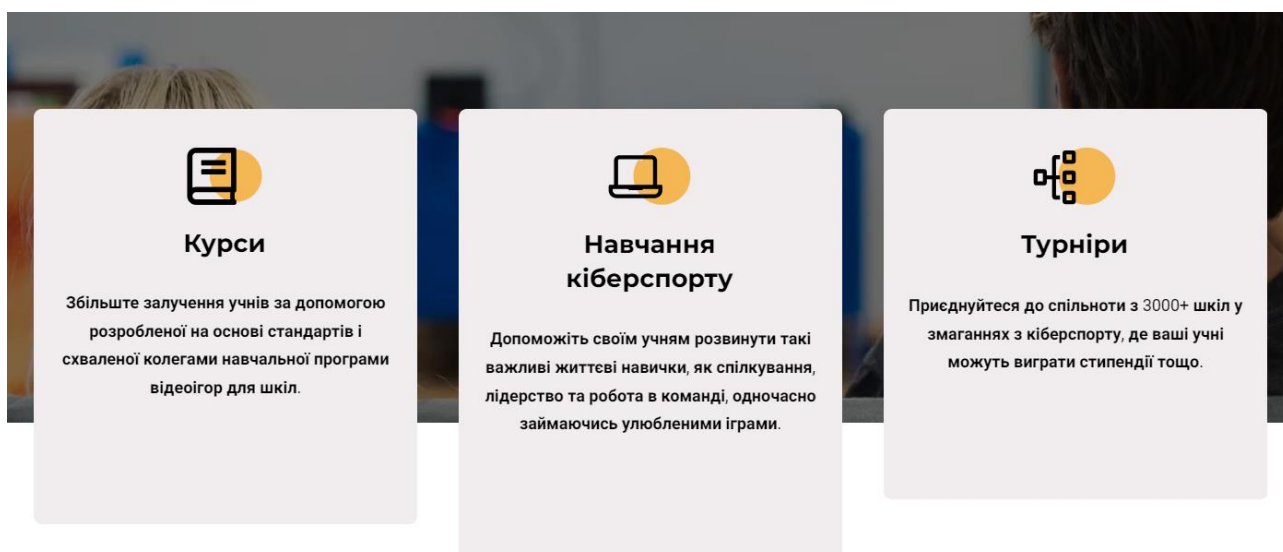 Курси
Збільште залучення учнів за допомогою
розробленої на основі стандартів і
схваленої колегами навчальної програми
відеоігор для шкіл.
Навчання
кіберспорту
Допоможіть своїм учням розвинути такі
важливі життєві навички, як спілкування,
лідерство та робота в команді, одночасно
займаючись улюбленими іграми.
Турніри
Приєднуйтеся до спільноти з 3000+ шкіл у
змаганнях з кіберспорту, де ваші учні
можуть виграти стипендії тощо.